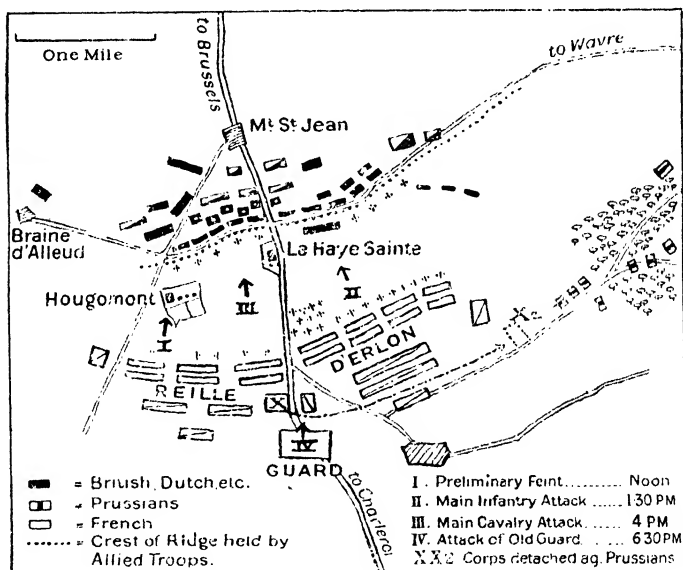 One Mile
to Brussels
to Wavre
Mt St Jean
Braine
d'Alleud
La Haye Sainte
Hougomont
III
II
I
X2
D'ERLON
REILLE
X
IV
GUARD
to Charleroi
= British, Dutch, etc.
= Prussians
= French
= Crest of Ridge held by
Allied Troops.
I. Preliminary Feint......... Noon
II. Main Infantry Attack ...... 1·30 PM
III. Main Cavalry Attack...... 4 PM
IV. Attack of Old Guard...... 6 30 PM
XX2 Corps detached ag. Prussians